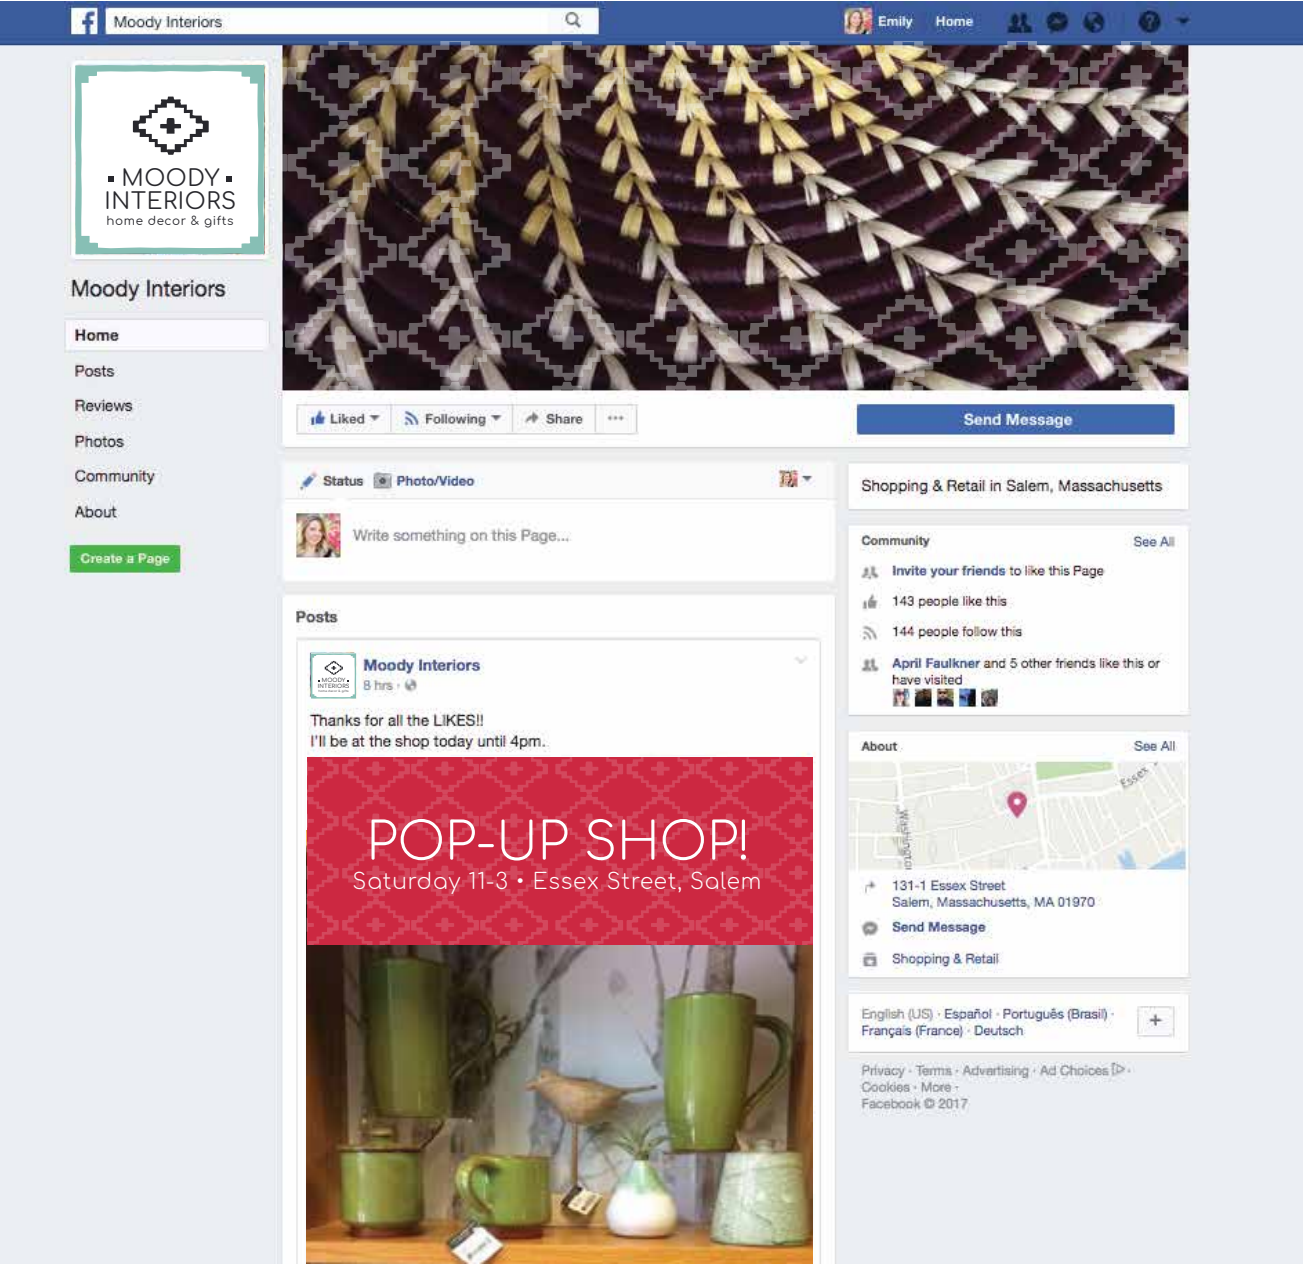 Moody Interiors
Emily
Home
MOODY
INTERIORS
home decor & gifts
Moody Interiors
Home
Posts
Reviews
Photos
Community
About
Create a Page
Liked
Following
Share
Send Message
Status
Photo/Video
Write something on this Page...
Posts
MOODY
INTERIORS
Moody Interiors
8 hrs ·
Thanks for all the LIKES!!
I'll be at the shop today until 4pm.
POP-UP SHOP!
Saturday 11-3 • Essex Street, Salem
Shopping & Retail in Salem, Massachusetts
Community
See All
Invite your friends to like this Page
143 people like this
144 people follow this
April Faulkner and 5 other friends like this or
have visited
About
See All
Essex
Washington
131-1 Essex Street
Salem, Massachusetts, MA 01970
Send Message
Shopping & Retail
English (US) · Español · Português (Brasil) ·
Français (France) · Deutsch
+
Privacy · Terms · Advertising · Ad Choices ·
Cookies · More ·
Facebook © 2017